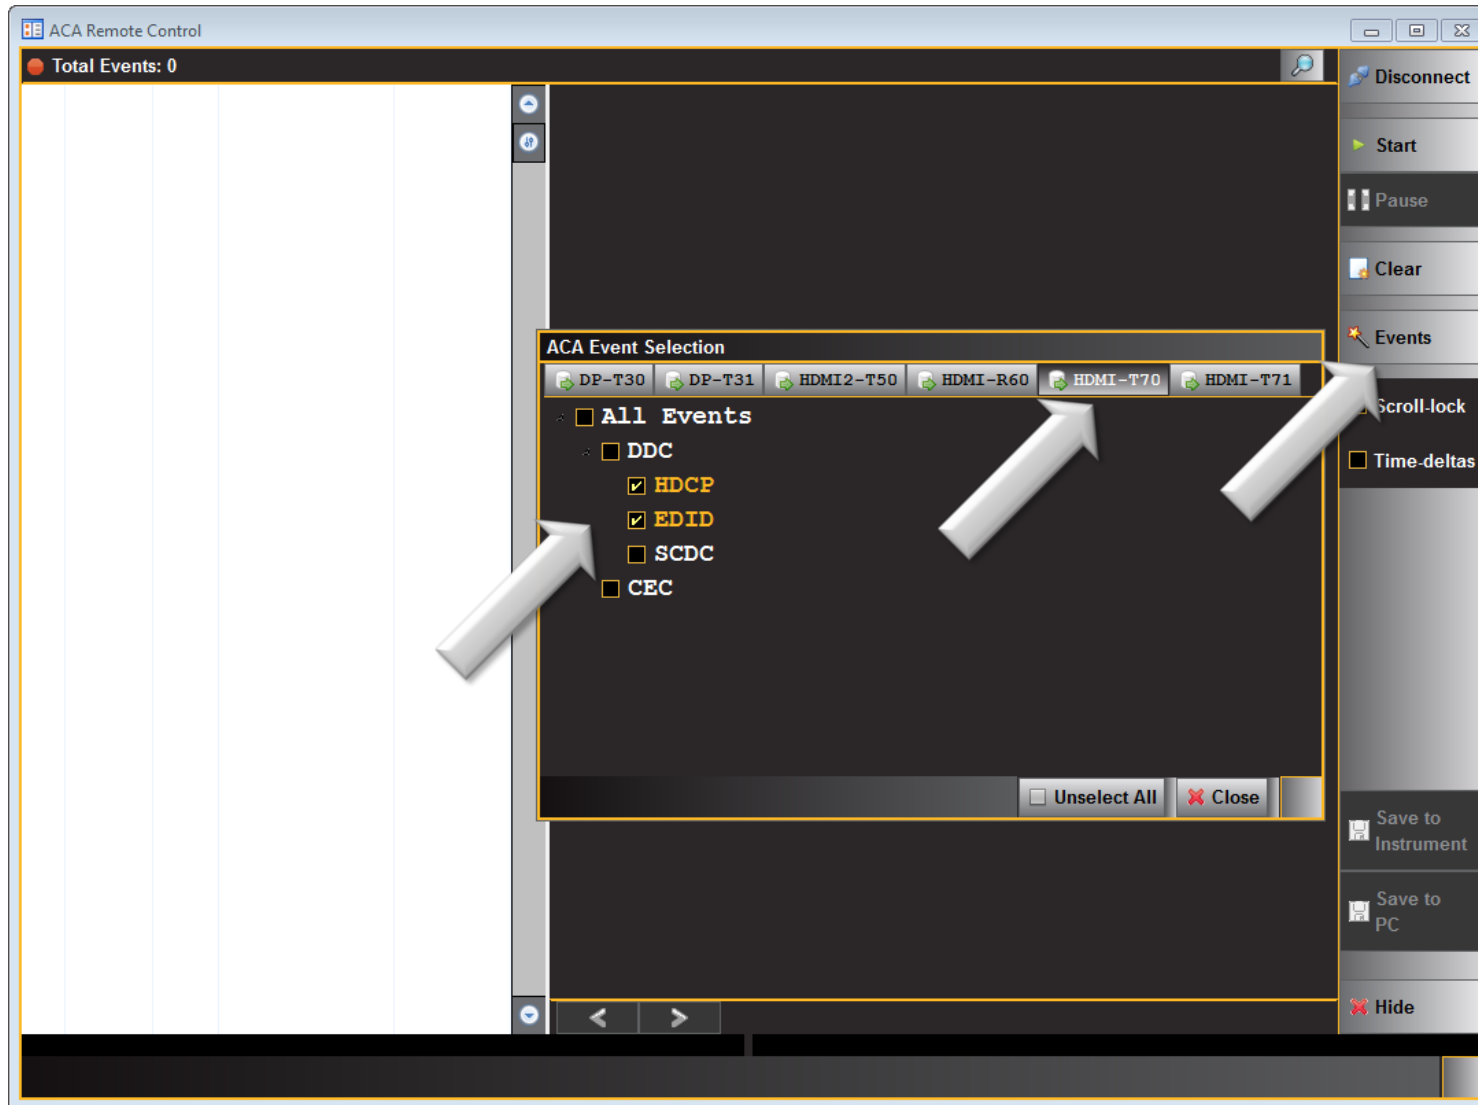 ACA Remote Control
Total Events: 0
Disconnect
Start
Pause
Clear
Events
Scroll-lock
Time-deltas
ACA Event Selection
DP-T30 DP-T31 HDMI2-T50 HDMI-R60 HDMI-T70 HDMI-T71
All Events
DDC
HDCP
EDID
SCDC
CEC
Unselect All Close
Save to
Instrument
Save to
PC
Hide